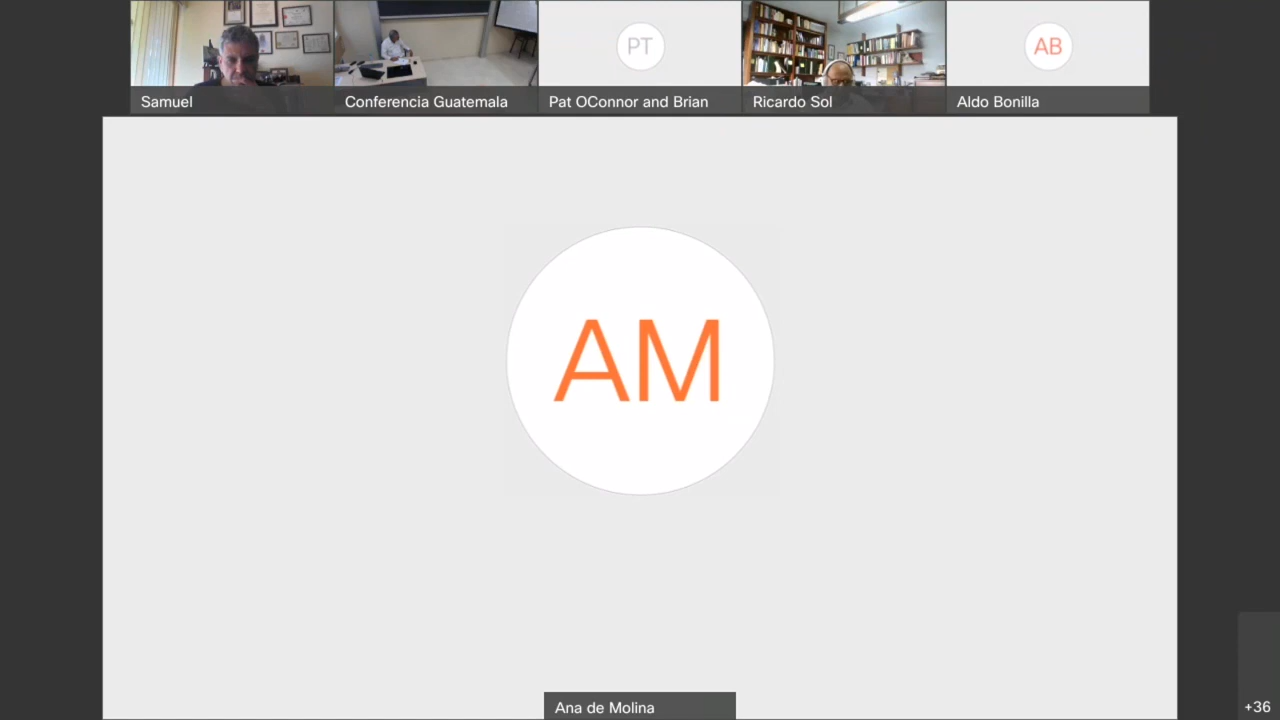 PT
AB
Samuel
Conferencia Guatemala
Pat OConnor and Brian
Ricardo Sol
Aldo Bonilla
AM
Ana de Molina
+36